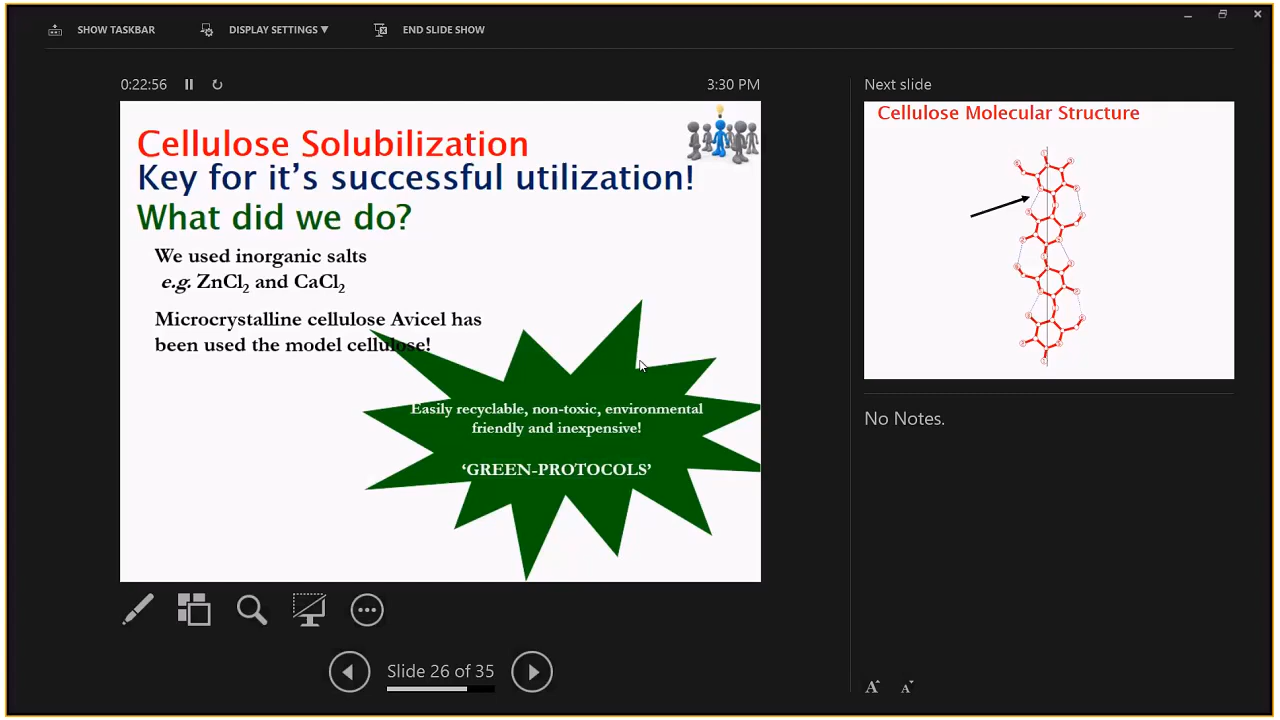 SHOW TASKBAR
DISPLAY SETTINGS ▼
END SLIDE SHOW
0:22:56
3:30 PM
Cellulose Solubilization
Key for it's successful utilization!
What did we do?
We used inorganic salts
e.g. ZnCl₂ and CaCl₂
Microcrystalline cellulose Avicel has
been used the model cellulose!
Easily recyclable, non-toxic, environmental
friendly and inexpensive!
‘GREEN-PROTOCOLS’
Slide 26 of 35
Next slide
Cellulose Molecular Structure
No Notes.
A A